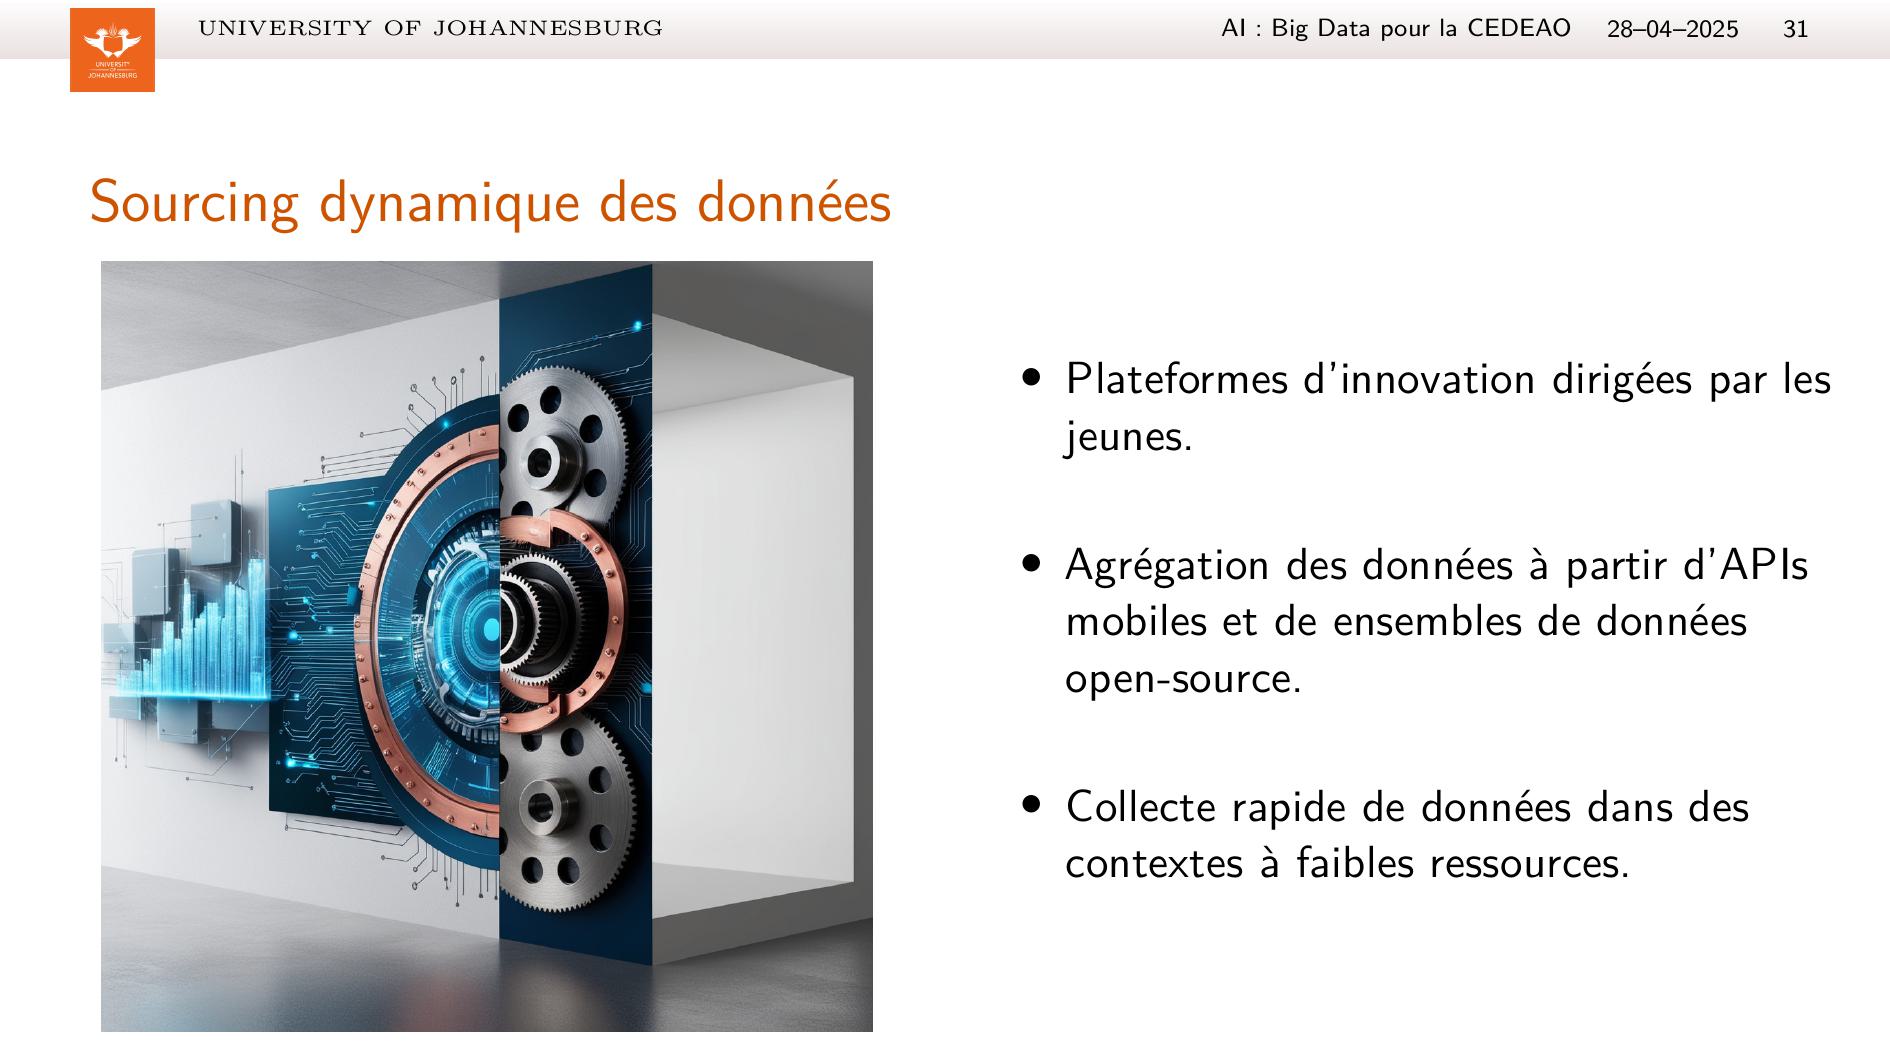 UNIVERSITY OF JOHANNESBURG
AI : Big Data pour la CEDEAO 28–04–2025 31
UNIVERSITY
OF
JOHANNESBURG
Sourcing dynamique des données
• Plateformes d'innovation dirigées par les
jeunes.
• Agrégation des données à partir d'APIs
mobiles et de ensembles de données
open-source.
• Collecte rapide de données dans des
contextes à faibles ressources.